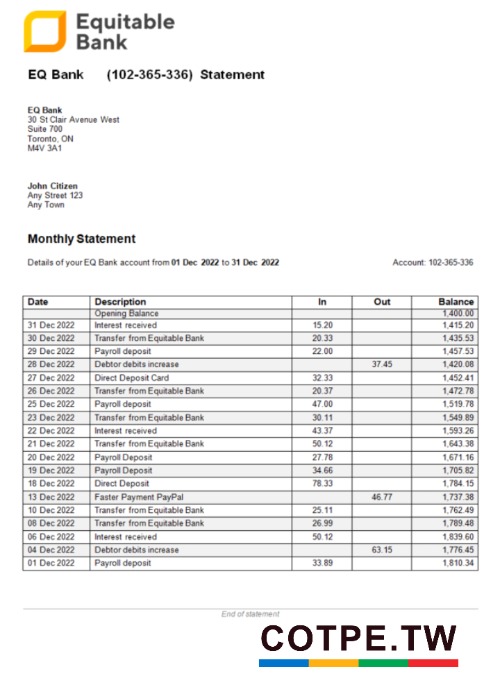 Equitable
Bank
EQ Bank (102-365-336) Statement
EQ Bank
30 St Clair Avenue West
Suite 700
Toronto, ON
M4V 3A1
John Citizen
Any Street 123
Any Town
Monthly Statement
Details of your EQ Bank account from 01 Dec 2022 to 31 Dec 2022 Account: 102-365-336
Date Description In Out Balance
Opening Balance 1,400.00
31 Dec 2022 Interest received 15.20 1,415.20
30 Dec 2022 Transfer from Equitable Bank 20.33 1,435.53
29 Dec 2022 Payroll deposit 22.00 1,457.53
28 Dec 2022 Debtor debits increase 37.45 1,420.08
27 Dec 2022 Direct Deposit Card 32.33 1,452.41
26 Dec 2022 Transfer from Equitable Bank 20.37 1,472.78
25 Dec 2022 Payroll deposit 47.00 1,519.78
23 Dec 2022 Transfer from Equitable Bank 30.11 1,549.89
22 Dec 2022 Interest received 43.37 1,593.26
21 Dec 2022 Transfer from Equitable Bank 50.12 1,643.38
20 Dec 2022 Payroll Deposit 27.78 1,671.16
19 Dec 2022 Payroll Deposit 34.66 1,705.82
18 Dec 2022 Direct Deposit 78.33 1,784.15
13 Dec 2022 Faster Payment PayPal 46.77 1,737.38
10 Dec 2022 Transfer from Equitable Bank 25.11 1,762.49
08 Dec 2022 Transfer from Equitable Bank 26.99 1,789.48
06 Dec 2022 Interest received 50.12 1,839.60
04 Dec 2022 Debtor debits increase 63.15 1,776.45
01 Dec 2022 Payroll deposit 33.89 1,810.34
End of statement
COTPE.TW